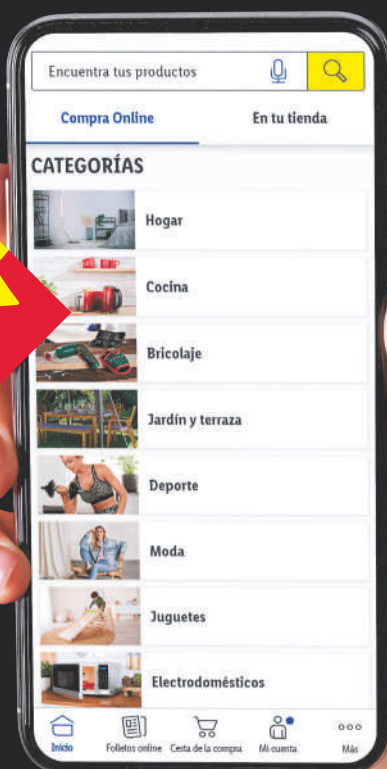 Encuentra tus productos
Compra Online
En tu tienda
CATEGORÍAS
Hogar
Cocina
Bricolaje
Jardín y terraza
Deporte
Moda
Juguetes
Electrodomésticos
Inicio
Folletos online
Cesta de la compra
Mi cuenta
Más